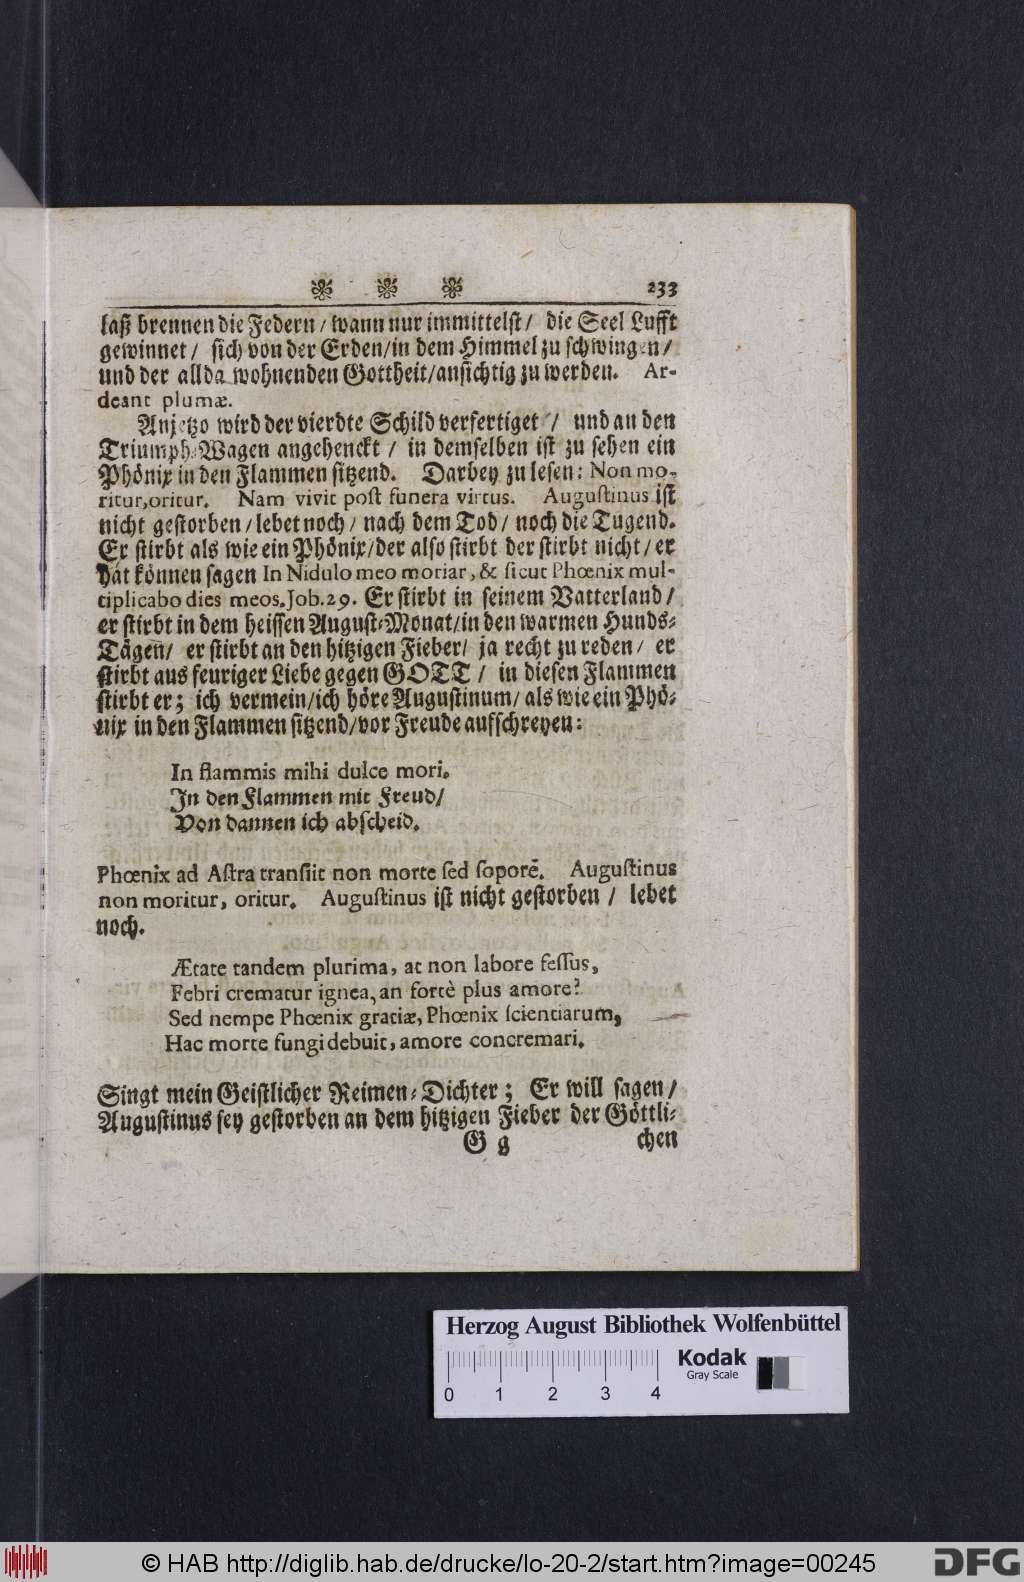 233
laß brennen die Federn / wann nur immittelst / die Seel Lufft
gewinnet / sich von der Erden / in dem Himmel zu schwingen /
und der allda wohnenden Gottheit / ansichtig zu werden. Ar-
deant plumæ.
Anjetzo wird der vierdte Schild verfertiget / und an den
Triumph-Wagen angehenckt / in demselben ist zu sehen ein
Phönix in den Flammen sitzend. Darbey zu lesen: Non mo-
ritur, oritur. Nam vivit post funera virtus. Augustinus ist
nicht gestorben / lebet noch / nach dem Tod / noch die Tugend.
Er stirbt als wie ein Phönix / der also stirbt der stirbt nicht / er
hat können sagen In Nidulo meo moriar, & sicut Phœnix mul-
tiplicabo dies meos. Job. 29. Er stirbt in seinem Vatterland /
er stirbt in dem heissen August-Monat / in den warmen Hunds-
Tägen / er stirbt an den hitzigen Fieber / ja recht zu reden / er
stirbt aus feuriger Liebe gegen GOTT / in diesen Flammen
stirbt er; ich vermein / ich höre Augustinum / als wie ein Phö-
nix in den Flammen sitzend / vor Freude aufschreyen:
In flammis mihi dulce mori.
In den Flammen mit Freud /
Von dannen ich abscheid.
Phœnix ad Astra transiit non morte sed soporē. Augustinus
non moritur, oritur. Augustinus ist nicht gestorben / lebet
noch.
Ætate tandem plurima, at non labore fessus,
Febri crematur ignea, an fortè plus amore?
Sed nempe Phœnix gratiæ, Phœnix scientiarum,
Hac morte fungi debuit, amore concremari.
Singt mein Geistlicher Reimen-Dichter; Er will sagen /
Augustinus sey gestorben an dem hitzigen Fieber der Göttli-
G g chen
Herzog August Bibliothek Wolfenbüttel
Kodak
Gray Scale
0 1 2 3 4
© HAB http://diglib.hab.de/drucke/lo-20-2/start.htm?image=00245
DFG